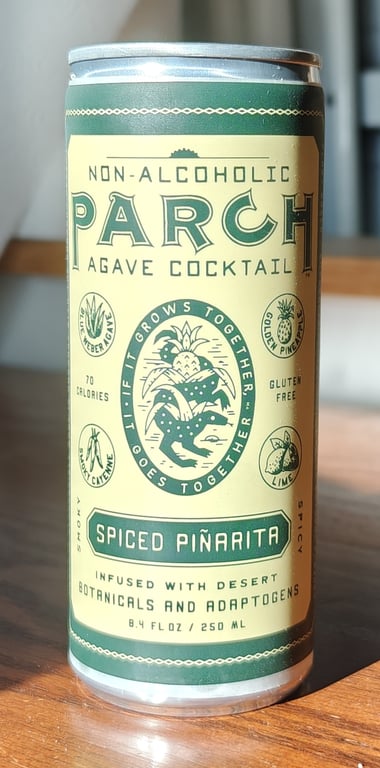 NON-ALCOHOLIC
PARCH
AGAVE COCKTAIL
BLUE WEBER AGAVE
GOLDEN PINEAPPLE
IF IT GROWS TOGETHER,
IT GOES TOGETHER™
70
CALORIES
GLUTEN
FREE
SMOKY CAYENNE
LIME
SMOKY
SPICY
SPICED PIÑARITA
INFUSED WITH DESERT
BOTANICALS AND ADAPTOGENS
8.4 FL OZ / 250 ML